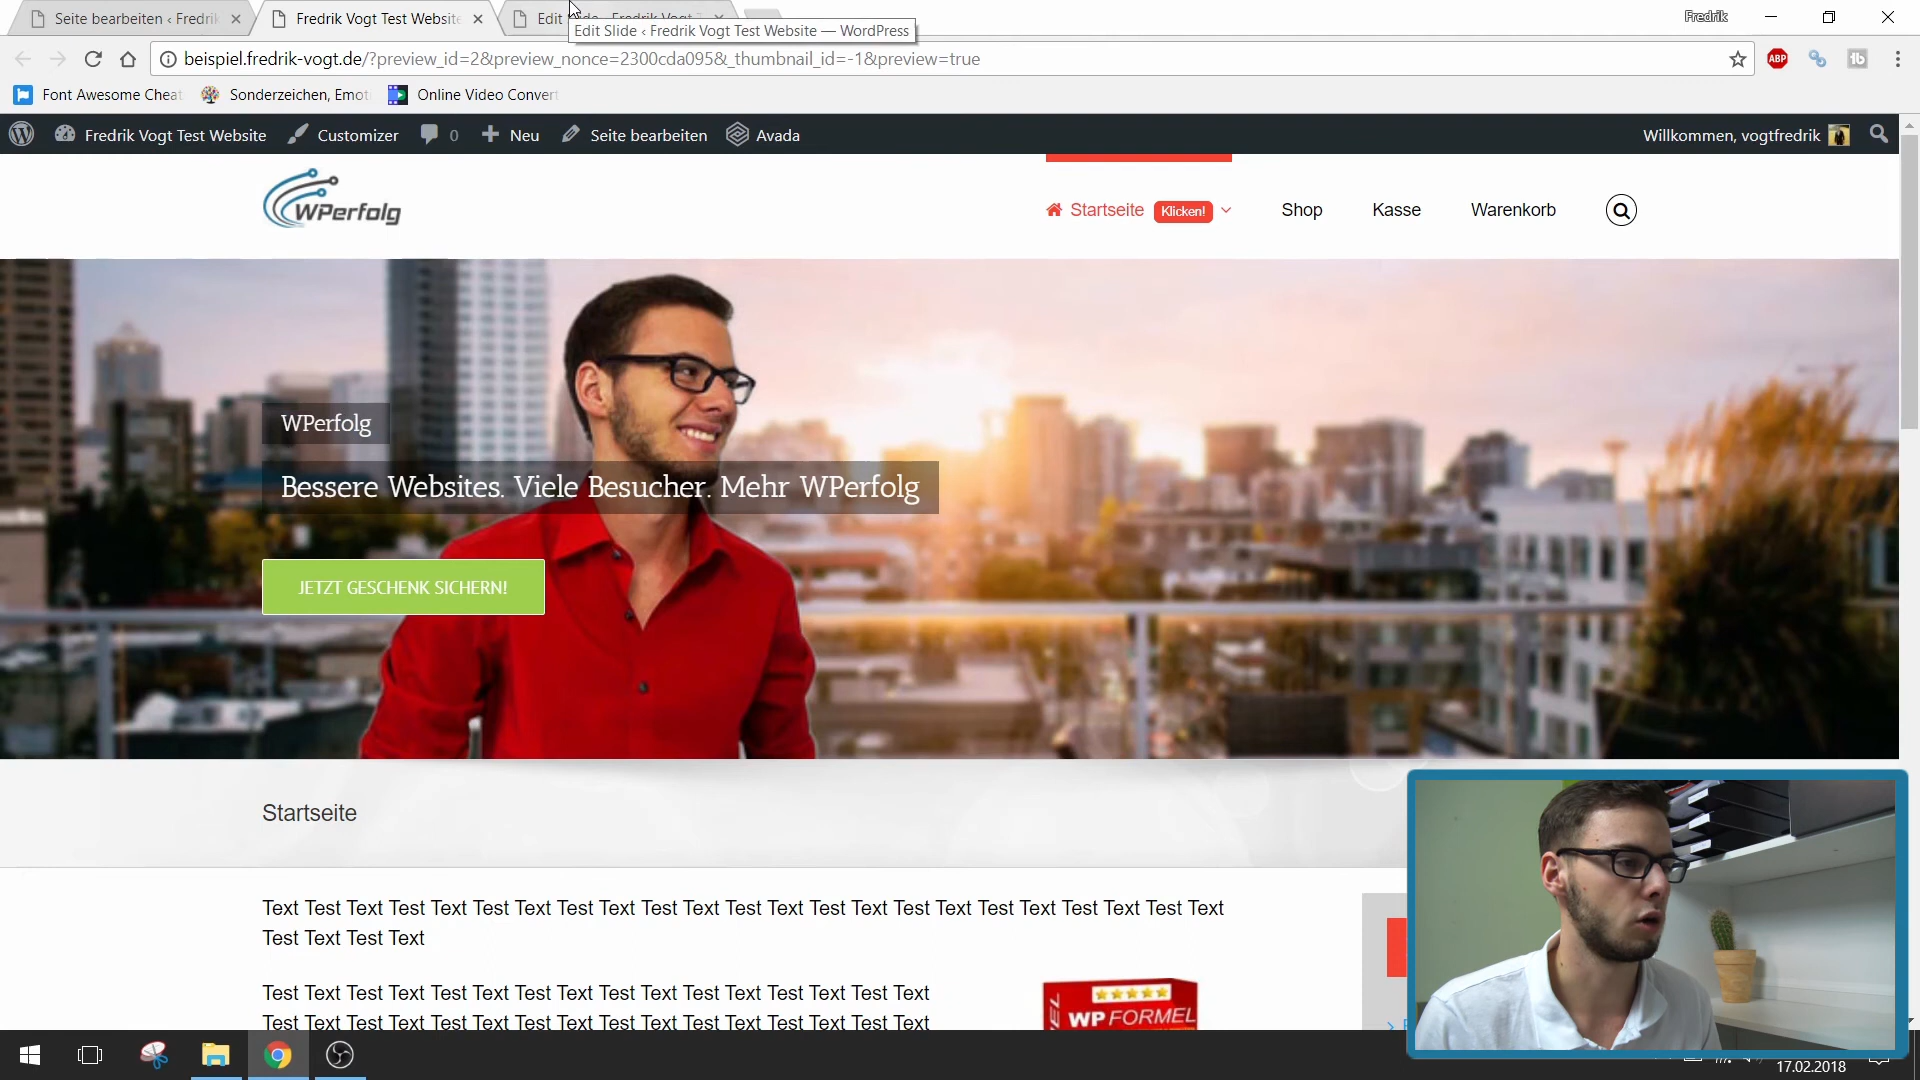 Seite bearbeiten ‹ Fredrik
Fredrik Vogt Test Website
Edit Slide ‹ Fredrik Vogt T
Fredrik
Edit Slide ‹ Fredrik Vogt Test Website — WordPress
beispiel.fredrik-vogt.de/?preview_id=2&preview_nonce=2300cda095&_thumbnail_id=-1&preview=true
ABP
Font Awesome Cheat
Sonderzeichen, Emot
Online Video Convert
Fredrik Vogt Test Website
Customizer
0
Neu
Seite bearbeiten
Avada
Willkommen, vogtfredrik
WPerfolg
Startseite
Klicken!
Shop
Kasse
Warenkorb
WPerfolg
Bessere Websites. Viele Besucher. Mehr WPerfolg
JETZT GESCHENK SICHERN!
Startseite
Text Test Text Test Text Test Text Test Text Test Text Test Text Test Text Test Text Test Text Test Text Test Text
Test Text Test Text
Text Test Text Test Text Test Text Test Text Test Text Test Text Test Text Test
Test Text Test Text Test Text Test Text Test Text Test Text Test Text Test Text
WP FORMEL
17.02.2018